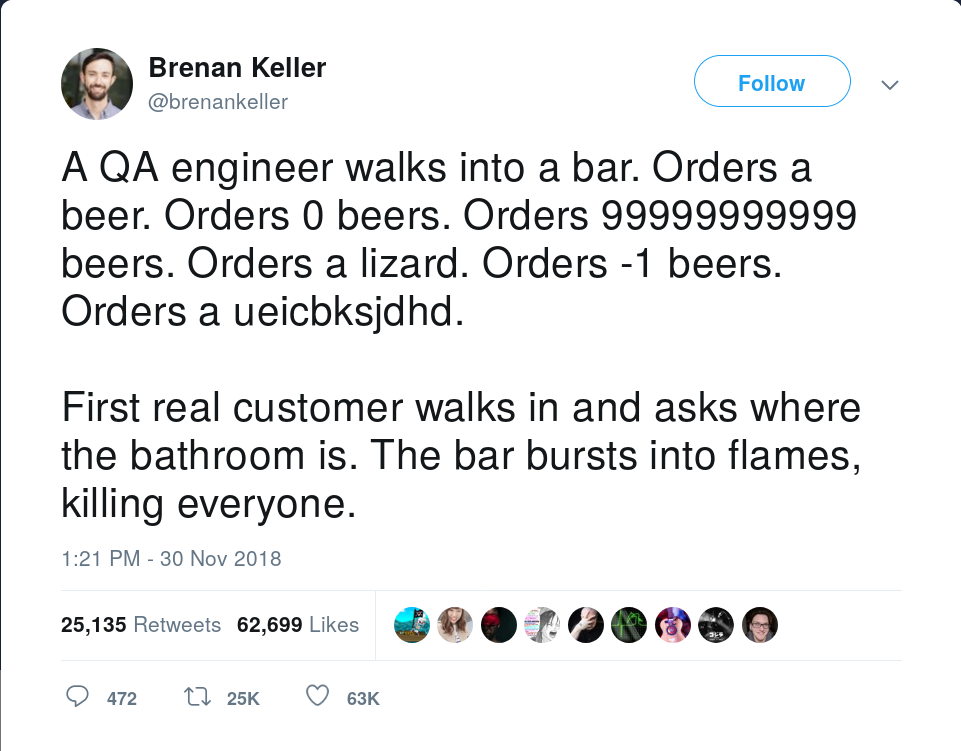 Brenan Keller
@brenankeller
Follow
A QA engineer walks into a bar. Orders a
beer. Orders 0 beers. Orders 99999999999
beers. Orders a lizard. Orders -1 beers.
Orders a ueicbksjdhd.
First real customer walks in and asks where
the bathroom is. The bar bursts into flames,
killing everyone.
1:21 PM - 30 Nov 2018
25,135 Retweets 62,699 Likes
472 25K 63K